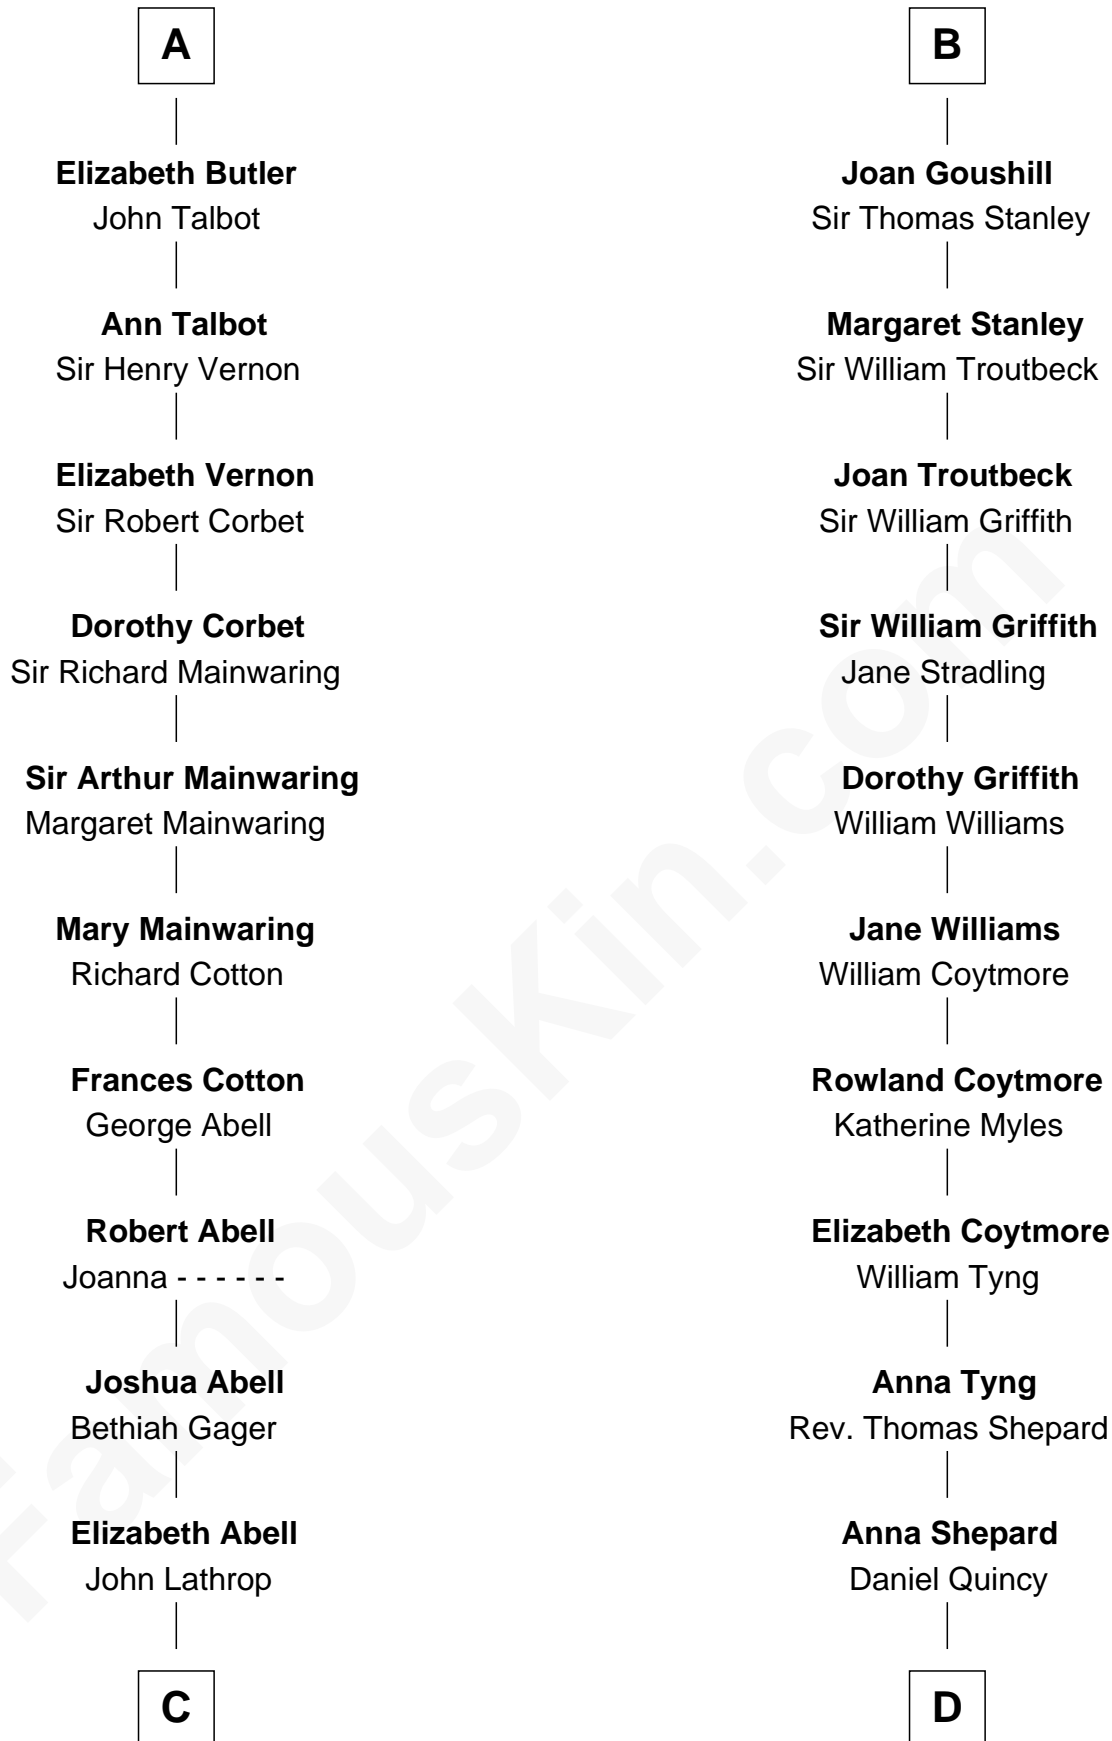 A
Elizabeth Butler
John Talbot
Ann Talbot
Sir Henry Vernon
Elizabeth Vernon
Sir Robert Corbet
Dorothy Corbet
Sir Richard Mainwaring
Sir Arthur Mainwaring
Margaret Mainwaring
Mary Mainwaring
Richard Cotton
Frances Cotton
George Abell
Robert Abell
Joanna - - - - - -
Joshua Abell
Bethiah Gager
Elizabeth Abell
John Lathrop
C
B
Joan Goushill
Sir Thomas Stanley
Margaret Stanley
Sir William Troutbeck
Joan Troutbeck
Sir William Griffith
Sir William Griffith
Jane Stradling
Dorothy Griffith
William Williams
Jane Williams
William Coytmore
Rowland Coytmore
Katherine Myles
Elizabeth Coytmore
William Tyng
Anna Tyng
Rev. Thomas Shepard
Anna Shepard
Daniel Quincy
D
FamousKin.com